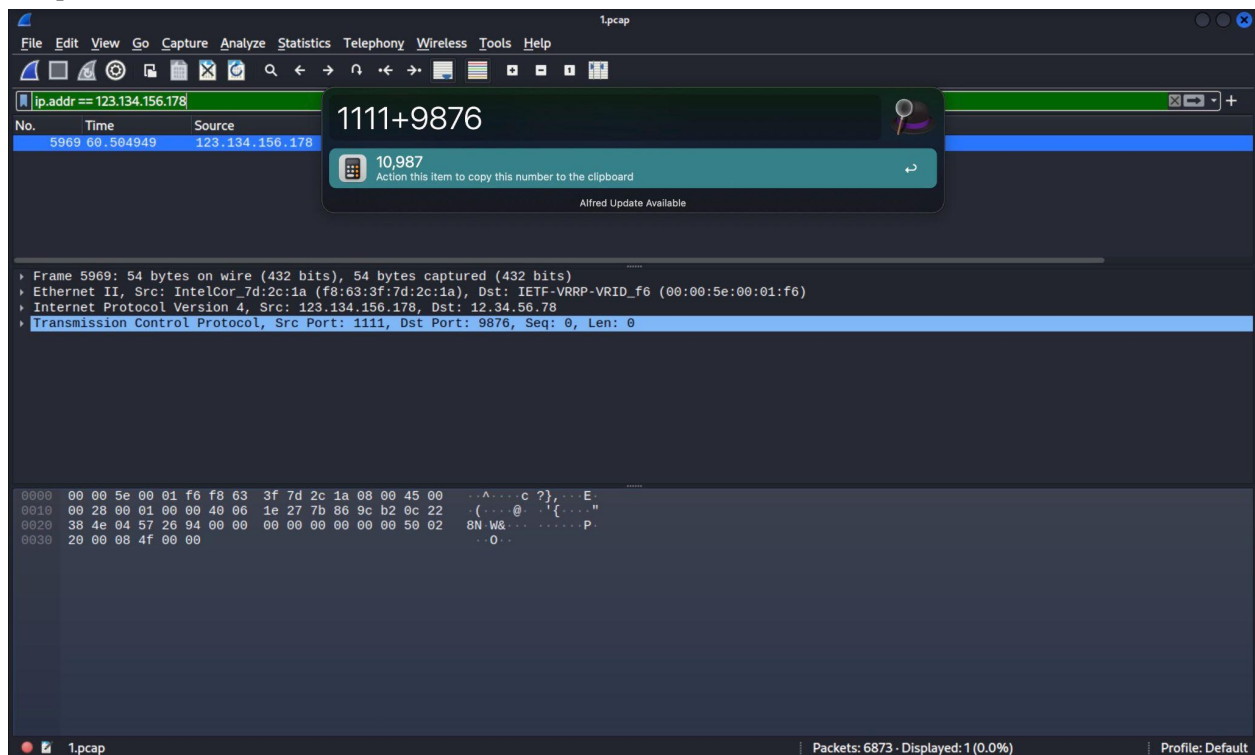 1.pcap
File Edit View Go Capture Analyze Statistics Telephony Wireless Tools Help
ip.addr == 123.134.156.178
1111+9876
No. Time Source
5969 60.504949 123.134.156.178
10,987
Action this item to copy this number to the clipboard
Alfred Update Available
Frame 5969: 54 bytes on wire (432 bits), 54 bytes captured (432 bits)
Ethernet II, Src: IntelCor_7d:2c:1a (f8:63:3f:7d:2c:1a), Dst: IETF-VRRP-VRID_f6 (00:00:5e:00:01:f6)
Internet Protocol Version 4, Src: 123.134.156.178, Dst: 12.34.56.78
Transmission Control Protocol, Src Port: 1111, Dst Port: 9876, Seq: 0, Len: 0
0000 00 00 5e 00 01 f6 f8 63 3f 7d 2c 1a 08 00 45 00 ··^····c ?},···E·
0010 00 28 00 01 00 00 40 06 1e 27 7b 86 9c b2 0c 22 ·(····@· ·'{····"
0020 38 4e 04 57 26 94 00 00 00 00 00 00 00 00 50 02 8N·W&··· ······P·
0030 20 00 08 4f 00 00 ··O··
1.pcap Packets: 6873 · Displayed: 1 (0.0%) Profile: Default